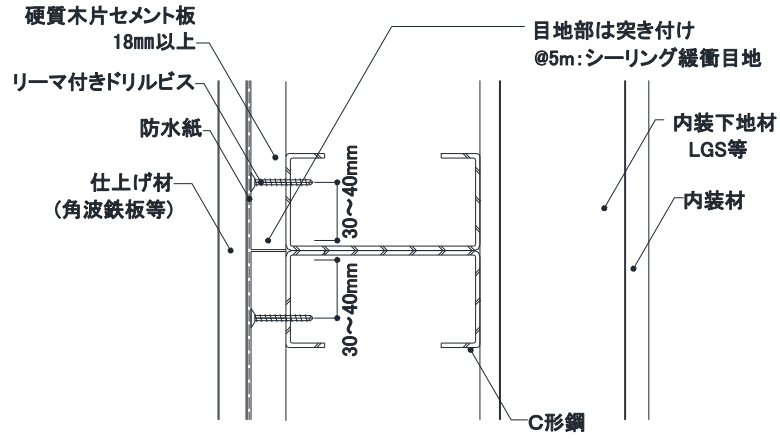 硬質木片セメント板
18mm以上
リーマ付きドリルビス
防水紙
仕上げ材
(角波鉄板等)
目地部は突き付け
@5m:シーリング緩衝目地
30～40mm
30～40mm
内装下地材
LGS等
内装材
C形鋼